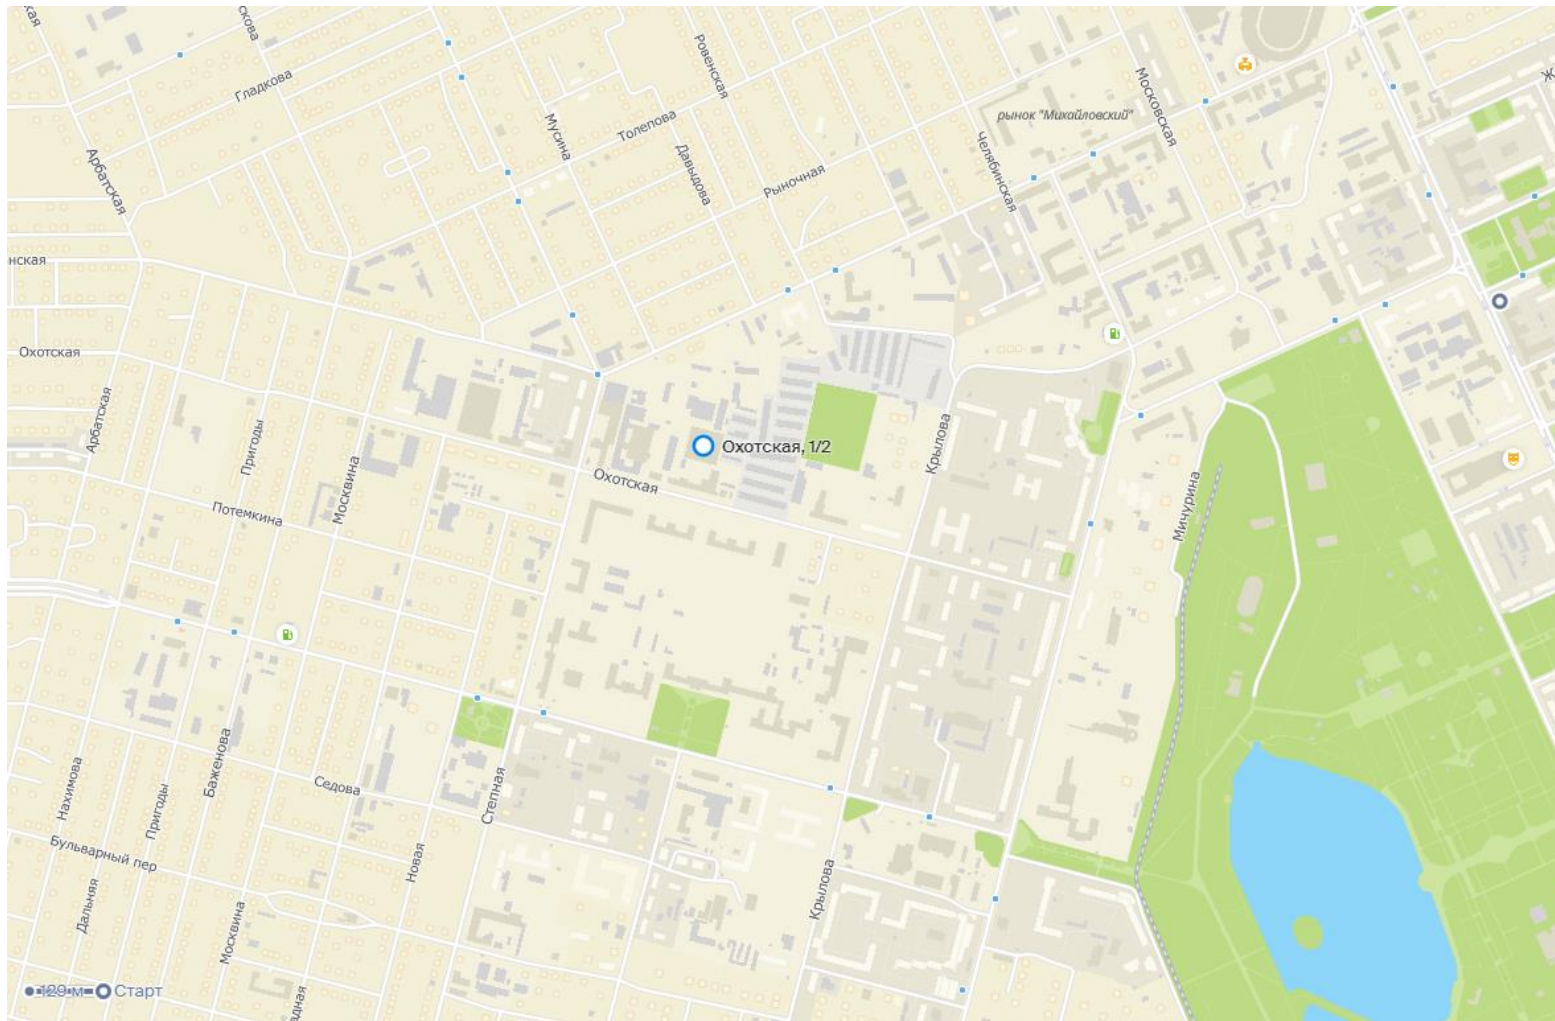 Гладкова
Ровенская
Московская
рынок "Михайловский"
Мусина
Толепова
Челябинская
Арбатская
Давыдова
Рыночная
Охотская
Арбатская
Пригоды
Крылова
Охотская, 1/2
Москвина
Охотская
Мичурина
Потемкина
Баженова
Нахимова
Пригоды
Седова
Степная
Бульварный пер
Новая
Крылова
Дальняя
Москвина
129 м
Старт